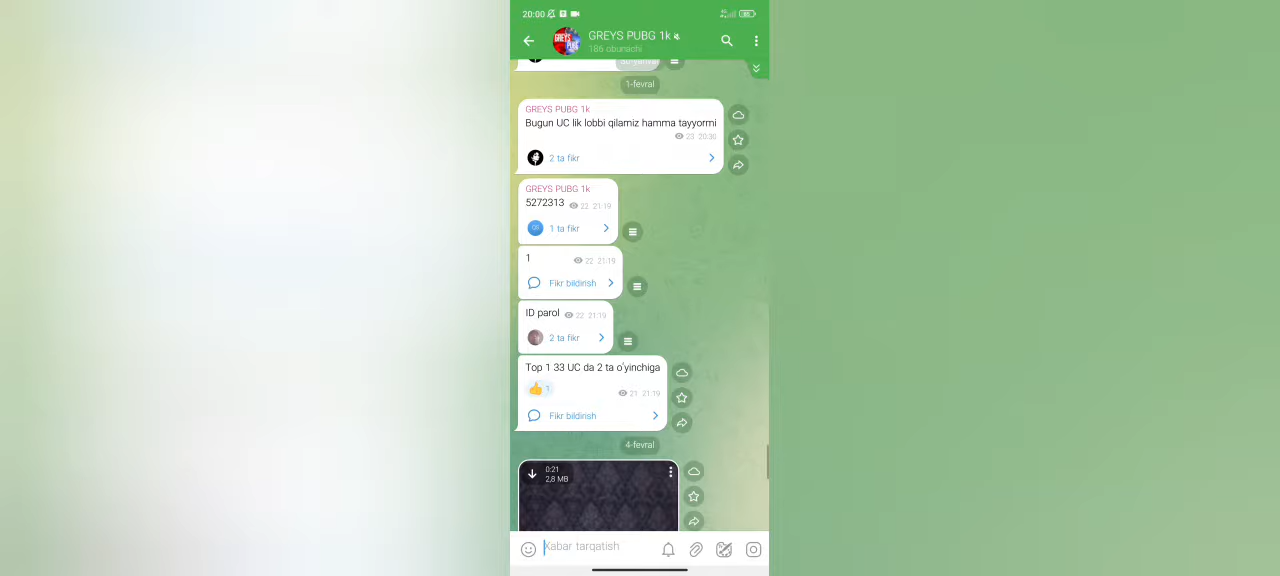 20:00
GREYS PUBG 1k
186 obunachi
1-fevral
GREYS PUBG 1k
Bugun UC lik lobbi qilamiz hamma tayyormi
23 20:30
2 ta fikr
GREYS PUBG 1k
5272313 22 21:19
1 ta fikr
1 22 21:19
Fikr bildirish
ID parol 22 21:19
2 ta fikr
Top 1 33 UC da 2 ta o'yinchiga
1 21 21:19
Fikr bildirish
4-fevral
0:21
2,8 MB
Xabar tarqatish